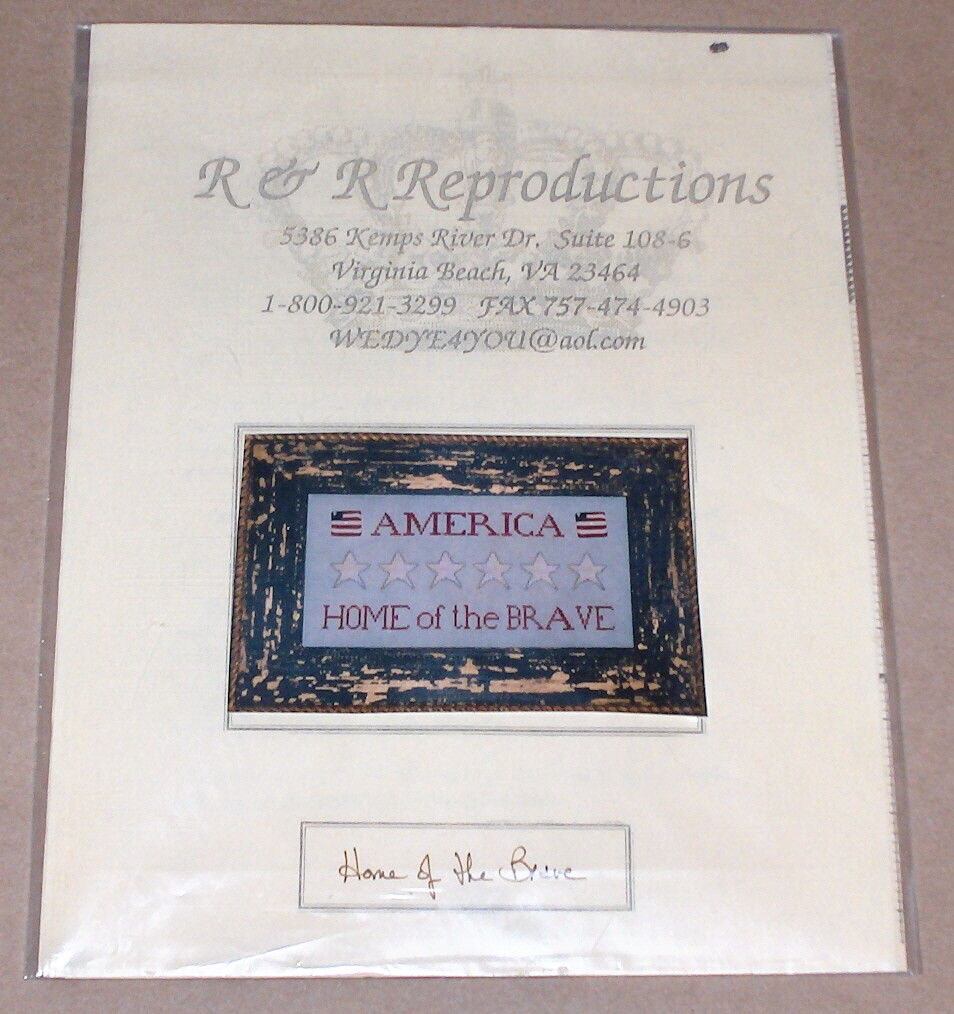 R & R Reproductions
5386 Kemps River Dr. Suite 108-6
Virginia Beach, VA 23464
1-800-921-3299 FAX 757-474-4903
WEDYE4YOU@aol.com
AMERICA
HOME of the BRAVE
Home of the Brave